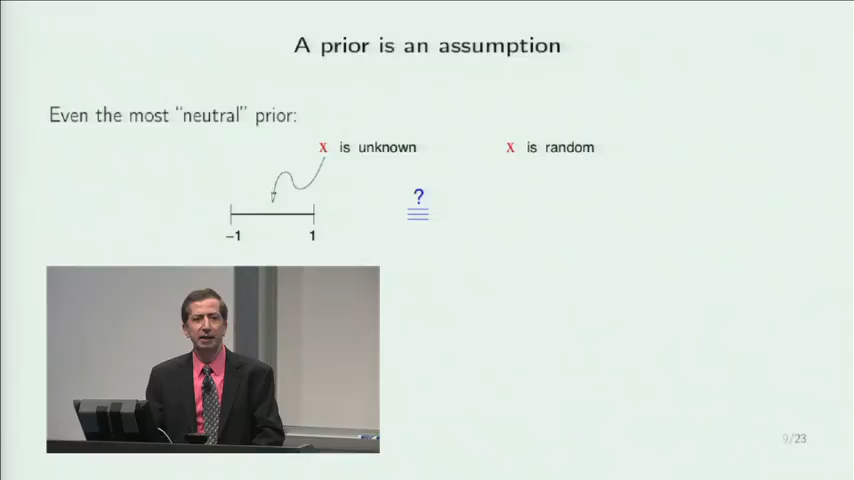 A prior is an assumption
Even the most “neutral” prior:
x is unknown
x is random
?
−1
1
9/23